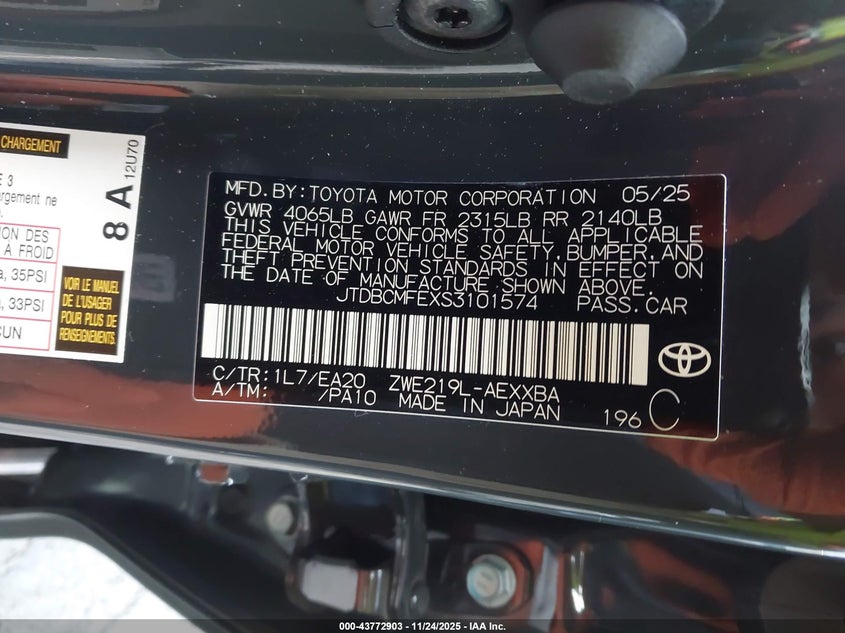 CHARGEMENT
E 3
argement ne
ION DES
À FROID
a, 35PSI
a, 33PSI
CUN
8 A
12U70
VOIR LE MANUEL
DE L'USAGER
POUR PLUS DE
RENSEIGNEMENTS.
MFD.BY:TOYOTA MOTOR CORPORATION 05/25
GVWR 4065LB GAWR FR 2315LB RR 2140LB
THIS VEHICLE CONFORMS TO ALL APPLICABLE
FEDERAL MOTOR VEHICLE SAFETY,BUMPER,AND
THEFT PREVENTION STANDARDS IN EFFECT ON
THE DATE OF MANUFACTURE SHOWN ABOVE.
JTDBCMFEXS3101574 PASS.CAR
C/TR:1L7/EA20 ZWE219L-AEXXBA
A/TM: /PA10 MADE IN JAPAN 196 C
000-43772903 - 11/24/2025 - IAA Inc.